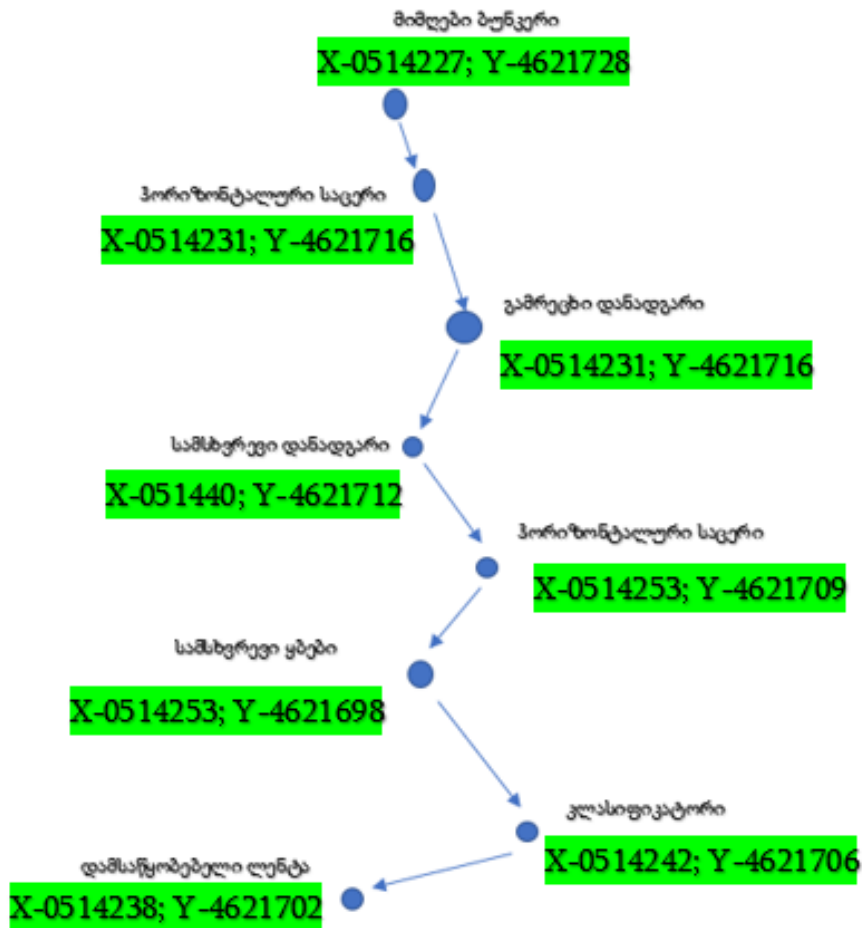 მიმღები ბუნკერი
X-0514227; Y-4621728
ჰორიზონტალური საცერი
X-0514231; Y-4621716
გამრეცხი დანადგარი
X-0514231; Y-4621716
სამსხვრევი დანადგარი
X-051440; Y-4621712
ჰორიზონტალური საცერი
X-0514253; Y-4621709
სამსხვრევი ყბები
X-0514253; Y-4621698
კლასიფიკატორი
X-0514242; Y-4621706
დამსაწყობებელი ლენტა
X-0514238; Y-4621702